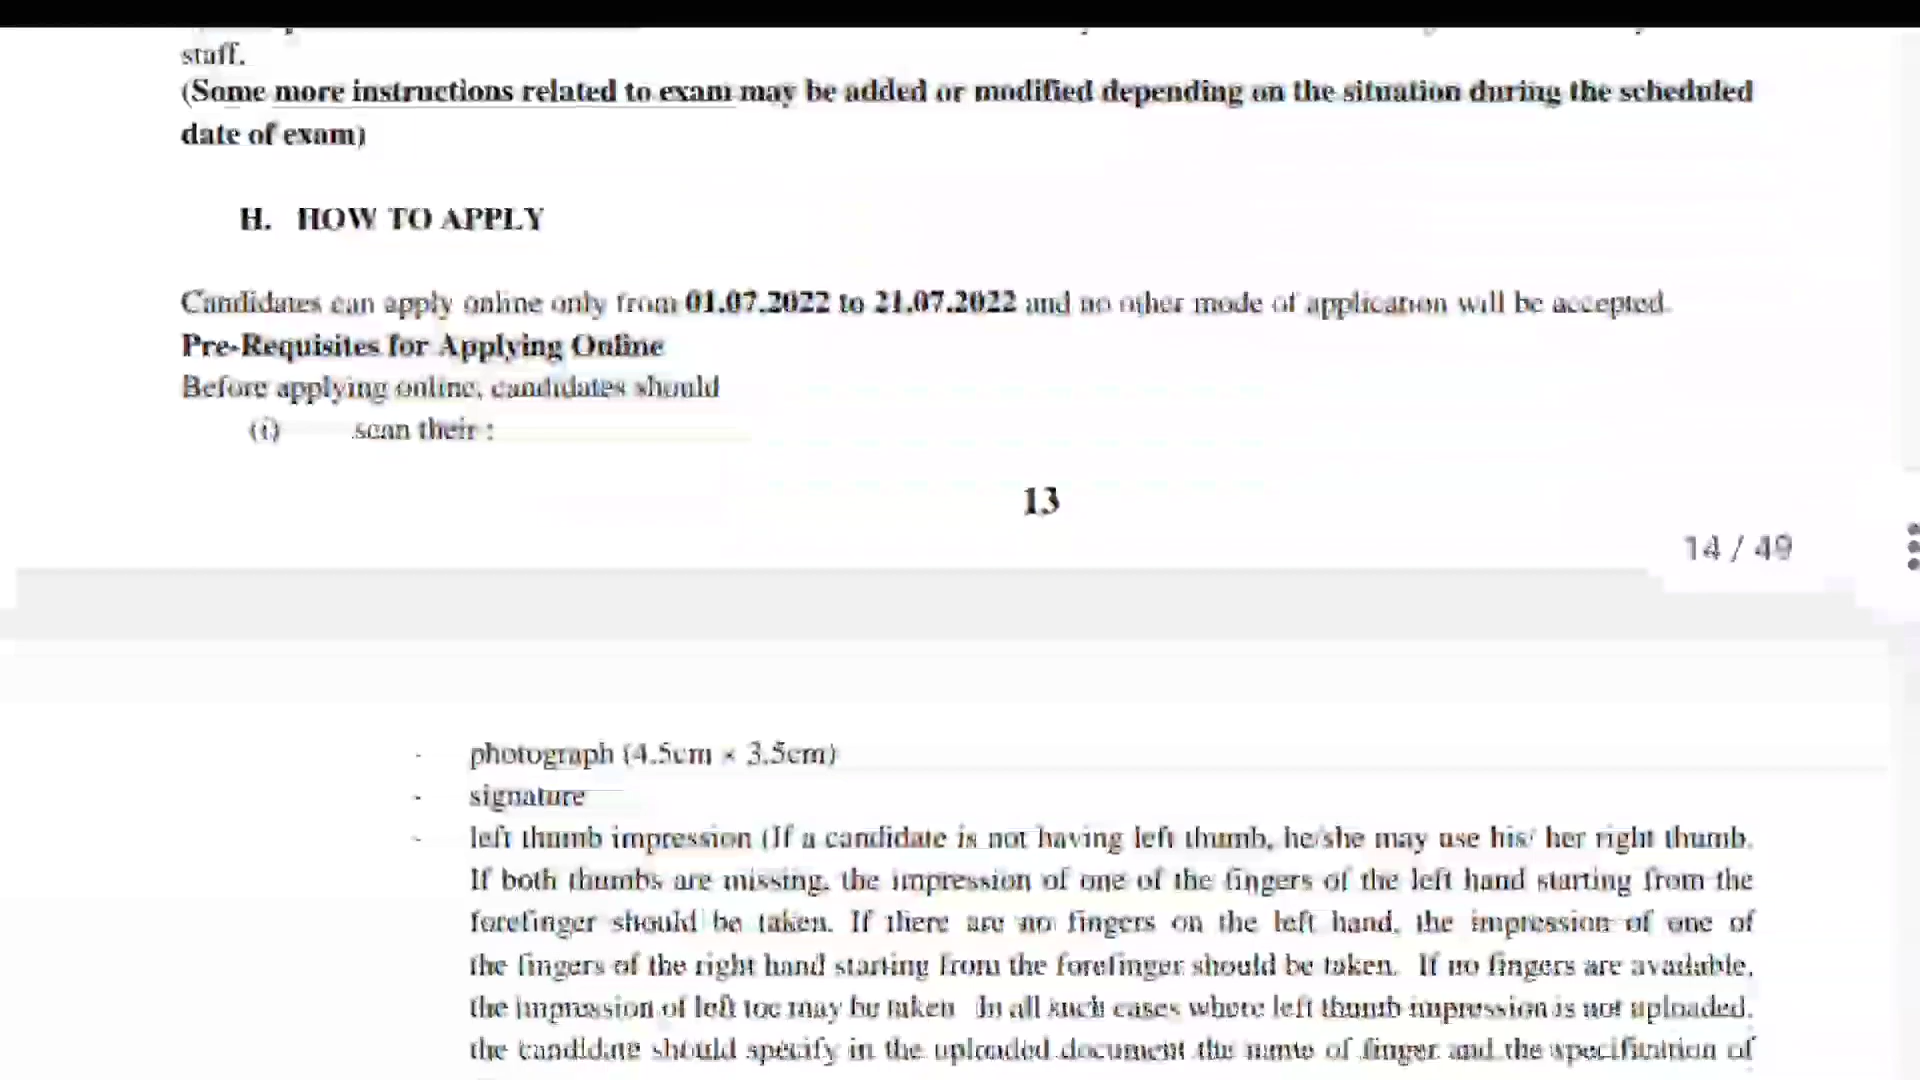 staff.
(Some more instructions related to exam may be added or modified depending on the situation during the scheduled
date of exam)
H. HOW TO APPLY
Candidates can apply online only from 01.07.2022 to 21.07.2022 and no other mode of application will be accepted.
Pre-Requisites for Applying Online
Before applying online, candidates should
(i) scan their :
13
14 / 49
- photograph (4.5cm × 3.5cm)
- signature
- left thumb impression (If a candidate is not having left thumb, he/she may use his/ her right thumb.
If both thumbs are missing, the impression of one of the fingers of the left hand starting from the
forefinger should be taken. If there are no fingers on the left hand, the impression of one of
the fingers of the right hand starting from the forefinger should be taken. If no fingers are available,
the impression of left toe may be taken In all such cases where left thumb impression is not uploaded,
the candidate should specify in the uploaded document the name of finger and the specification of